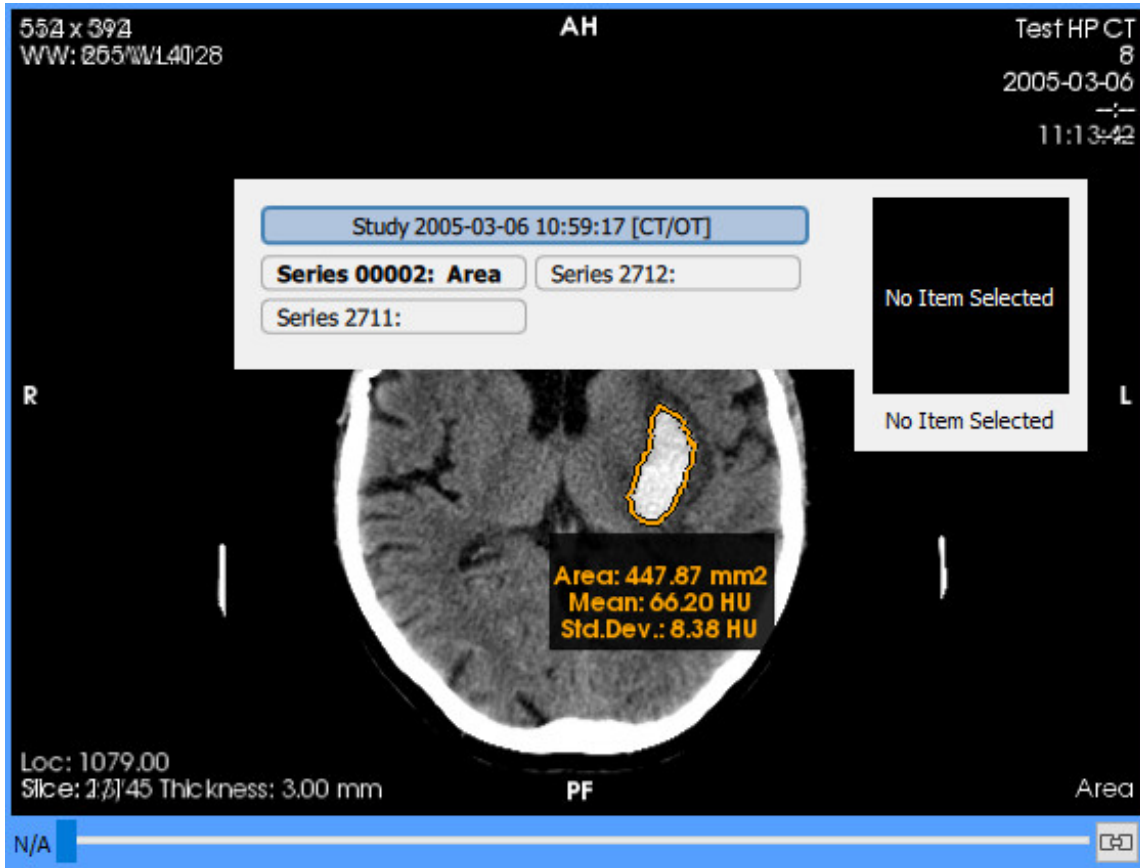 AH
Test HP CT
8
2005-03-06
Study 2005-03-06 10:59:17 [CT/OT]
Series 00002: Area
Series 2712:
Series 2711:
No Item Selected
No Item Selected
R
L
Area: 447.87 mm2
Mean: 66.20 HU
Std.Dev.: 8.38 HU
Loc: 1079.00
Slice: 45 Thickness: 3.00 mm
PF
Area
N/A